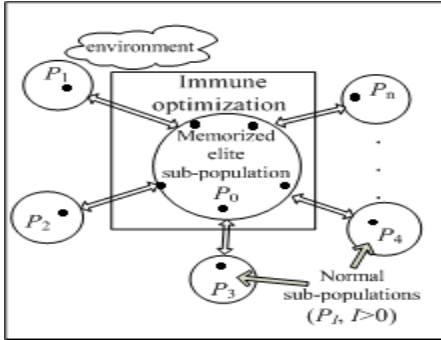 environment
P1
Immune
optimization
Pn
Memorized
elite
sub-population
P0
P2
P4
P3
Normal
sub-populations
(PI, I>0)